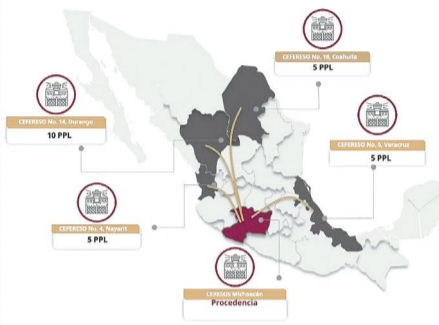 CEFERESO No. 18, Coahuila
5 PPL
CEFERESO No. 14, Durango
10 PPL
CEFERESO No. 5, Veracruz
5 PPL
CEFERESO No. 4, Nayarit
5 PPL
CERESOS Michoacán
Procedencia